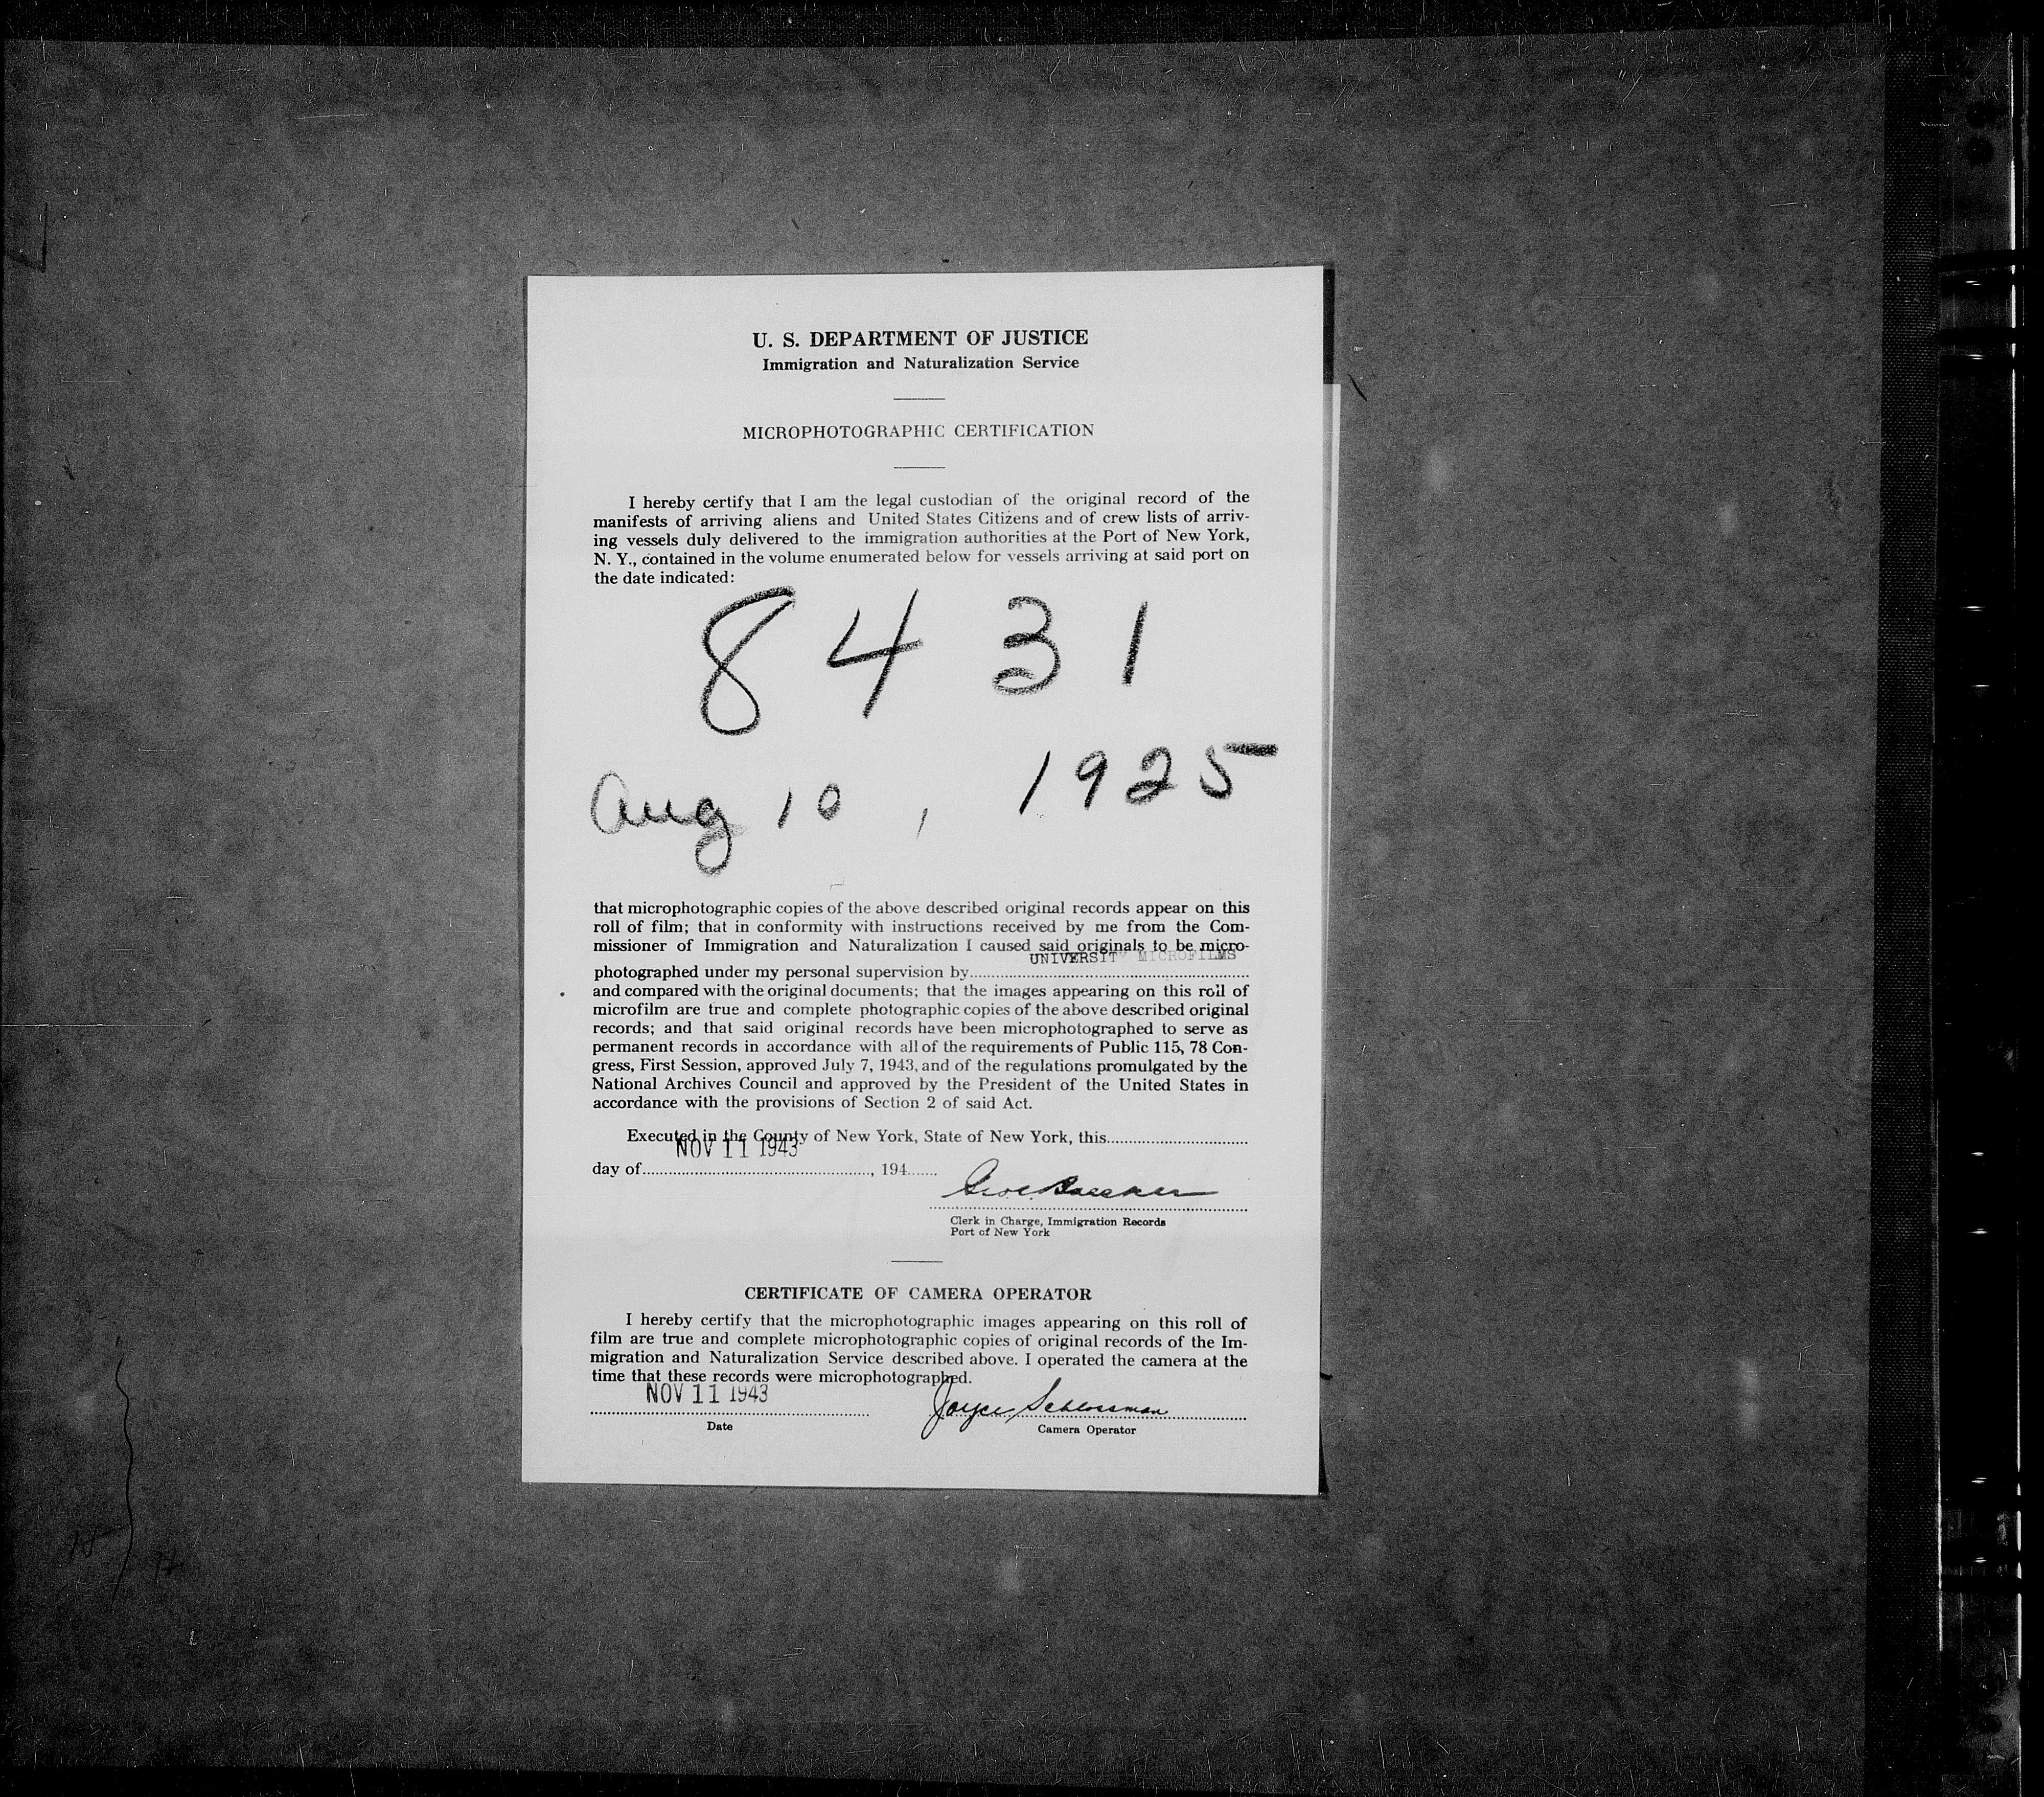 U. S. DEPARTMENT OF JUSTICE
Immigration and Naturalization Service
MICROPHOTOGRAPHIC CERTIFICATION
I hereby certify that I am the legal custodian of the original record of the
manifests of arriving aliens and United States Citizens and of crew lists of arriv-
ing vessels duly delivered to the immigration authorities at the Port of New York,
N. Y., contained in the volume enumerated below for vessels arriving at said port on
the date indicated:
8 4 3 1
Aug 10, 1925
that microphotographic copies of the above described original records appear on this
roll of film; that in conformity with instructions received by me from the Com-
missioner of Immigration and Naturalization I caused said originals to be micro-
UNIVERSITY MICROFILMS
photographed under my personal supervision by
and compared with the original documents; that the images appearing on this roll of
microfilm are true and complete photographic copies of the above described original
records; and that said original records have been microphotographed to serve as
permanent records in accordance with all of the requirements of Public 115, 78 Con-
gress, First Session, approved July 7, 1943, and of the regulations promulgated by the
National Archives Council and approved by the President of the United States in
accordance with the provisions of Section 2 of said Act.
Executed in the County of New York, State of New York, this
NOV 11 1943
day of , 194
Clerk in Charge, Immigration Records
Port of New York
CERTIFICATE OF CAMERA OPERATOR
I hereby certify that the microphotographic images appearing on this roll of
film are true and complete microphotographic copies of original records of the Im-
migration and Naturalization Service described above. I operated the camera at the
time that these records were microphotographed.
NOV 11 1943 Joyce Schlossman
Date Camera Operator